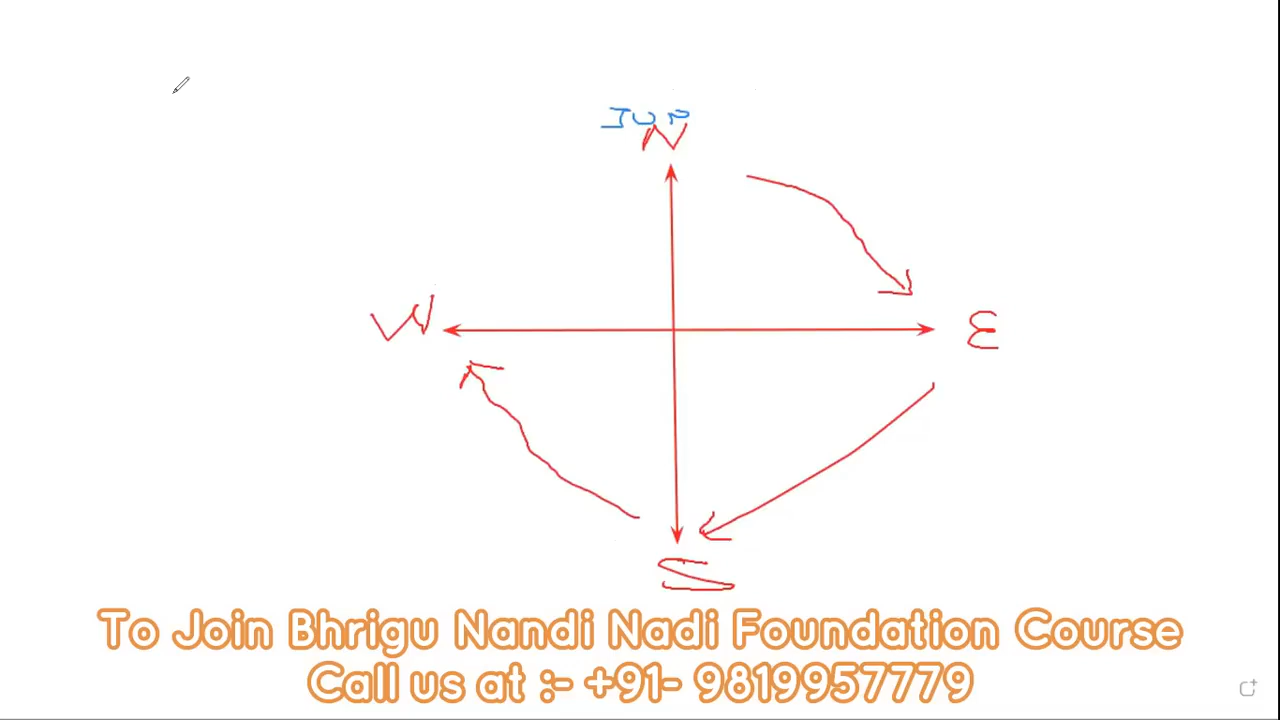 JUP
N
W
E
S
To Join Bhrigu Nandi Nadi Foundation Course
Call us at :- +91- 9819957779